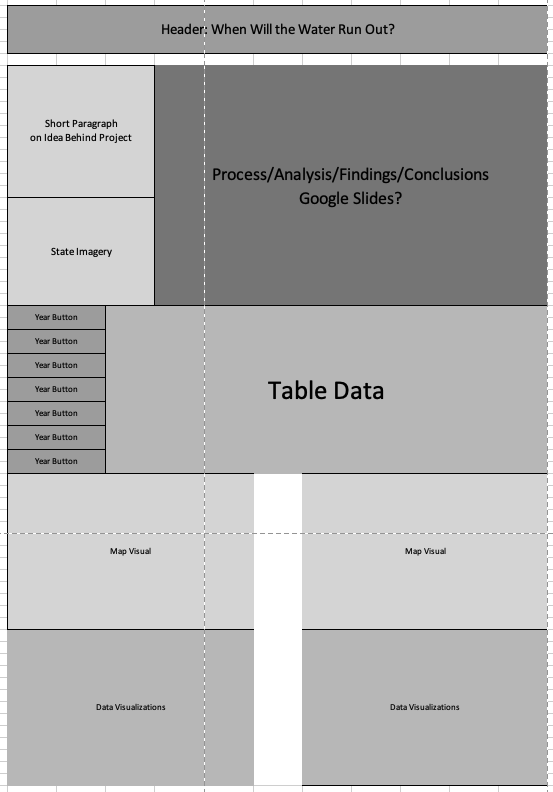 Header: When Will the Water Run Out?
Short Paragraph
on Idea Behind Project
Process/Analysis/Findings/Conclusions
Google Slides?
State Imagery
Year Button
Year Button
Year Button
Year Button
Year Button
Year Button
Year Button
Table Data
Map Visual
Map Visual
Data Visualizations
Data Visualizations